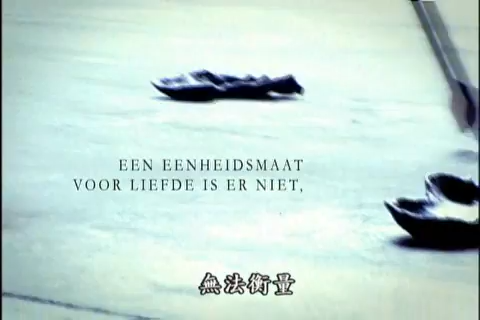 EEN EENHEIDSMAAT
VOOR LIEFDE IS ER NIET,
無法衡量